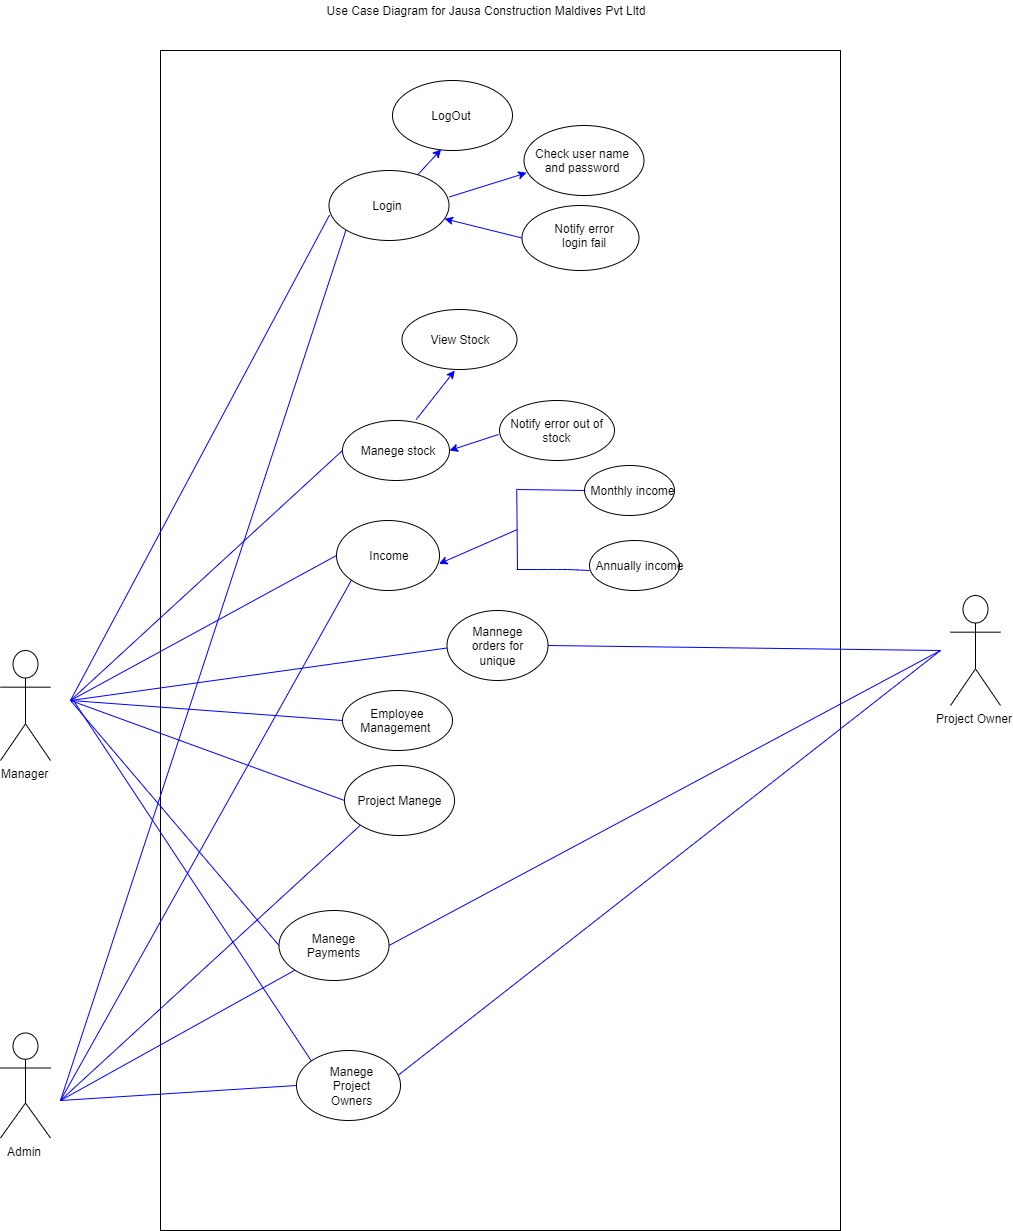 Use Case Diagram for Jausa Construction Maldives Pvt Lltd
LogOut
Check user name
and password
Login
Notify error
login fail
View Stock
Notify error out of
stock
Manege stock
Monthly income
Income
Annually income
Mannege
orders for
unique
Employee
Management
Project Owner
Manager
Project Manege
Manege
Payments
Manege
Project
Owners
Admin